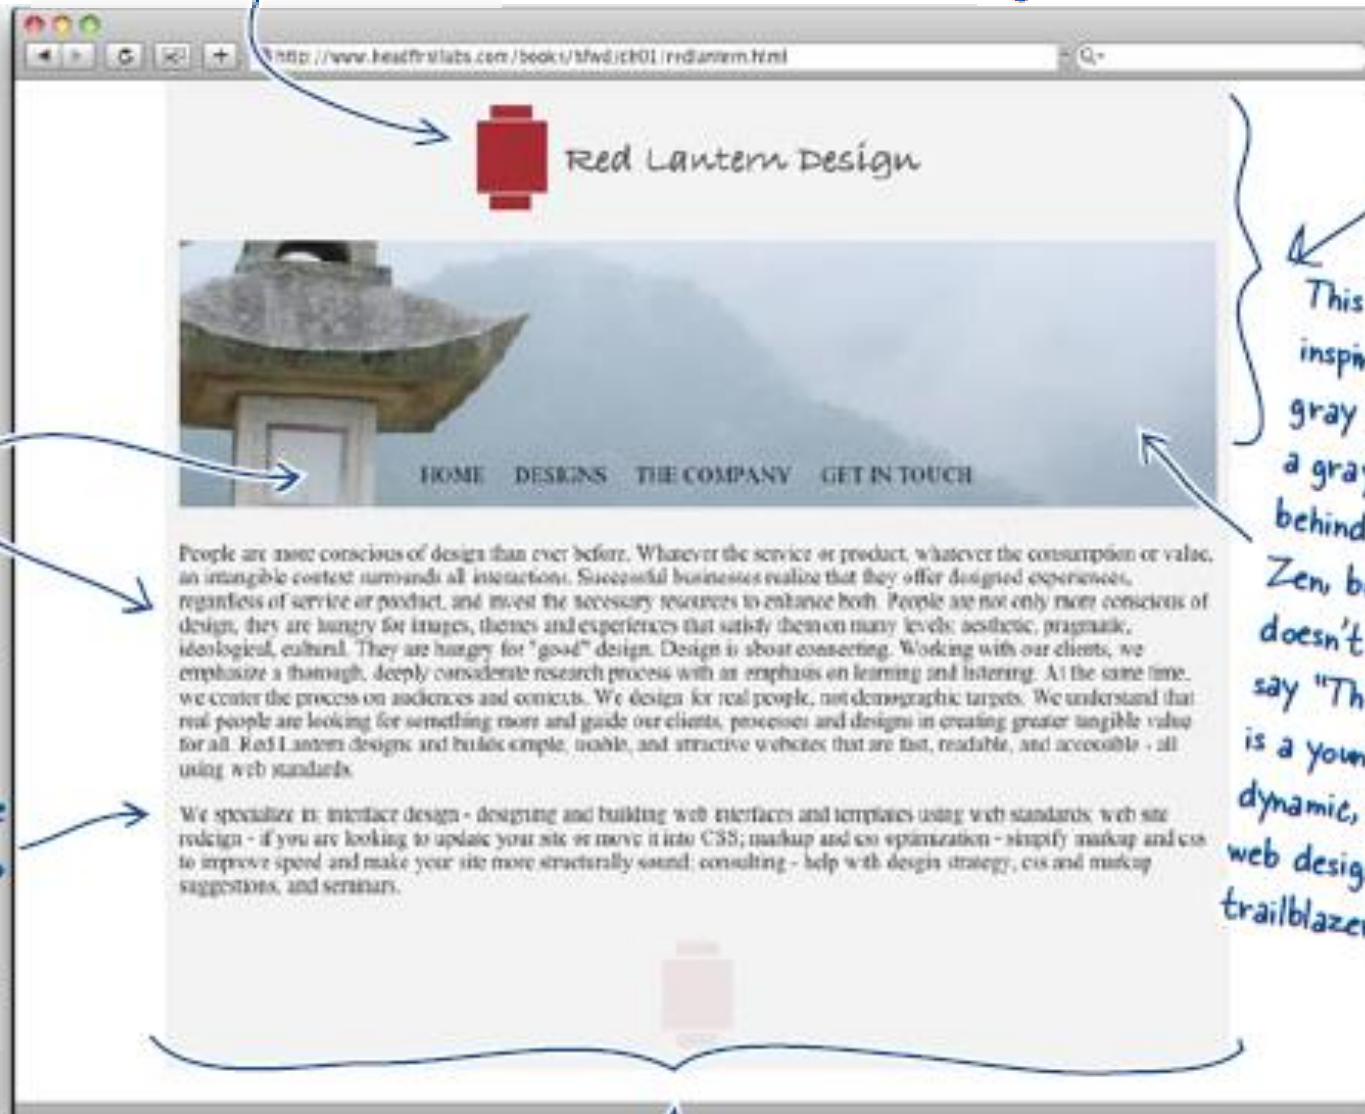 http://www.headfirstlabs.com/books/hfwd/ch01/redlantern.html
Red Lantern Design
HOME DESIGNS THE COMPANY GET IN TOUCH
People are more conscious of design than ever before. Whatever the service or product, whatever the consumption or value,
an intangible context surrounds all interactions. Successful businesses realize that they offer designed experiences,
regardless of service or product, and invest the necessary resources to enhance both. People are not only more conscious of
design, they are hungry for images, themes and experiences that satisfy them on many levels: aesthetic, pragmatic,
ideological, cultural. They are hungry for "good" design. Design is about connecting. Working with our clients, we
emphasize a thorough, deeply considerate research process with an emphasis on learning and listening. At the same time,
we center the process on audiences and contexts. We design for real people, not demographic targets. We understand that
real people are looking for something more and guide our clients, processes and designs in creating greater tangible value
for all. Red Lantern designs and builds simple, usable, and attractive websites that are fast, readable, and accessible - all
using web standards.
We specialize in: interface design - designing and building web interfaces and templates using web standards; web site
redeign - if you are looking to update your site or move it into CSS; markup and css optimization - simplify markup and css
to improve speed and make your site more structurally sound; consulting - help with desgin strategy, css and markup
suggestions, and seminars.
This
gray
a gray
behind
Zen, b
doesn't
say "Th
is a youn
dynamic,
web desig
trailblazer